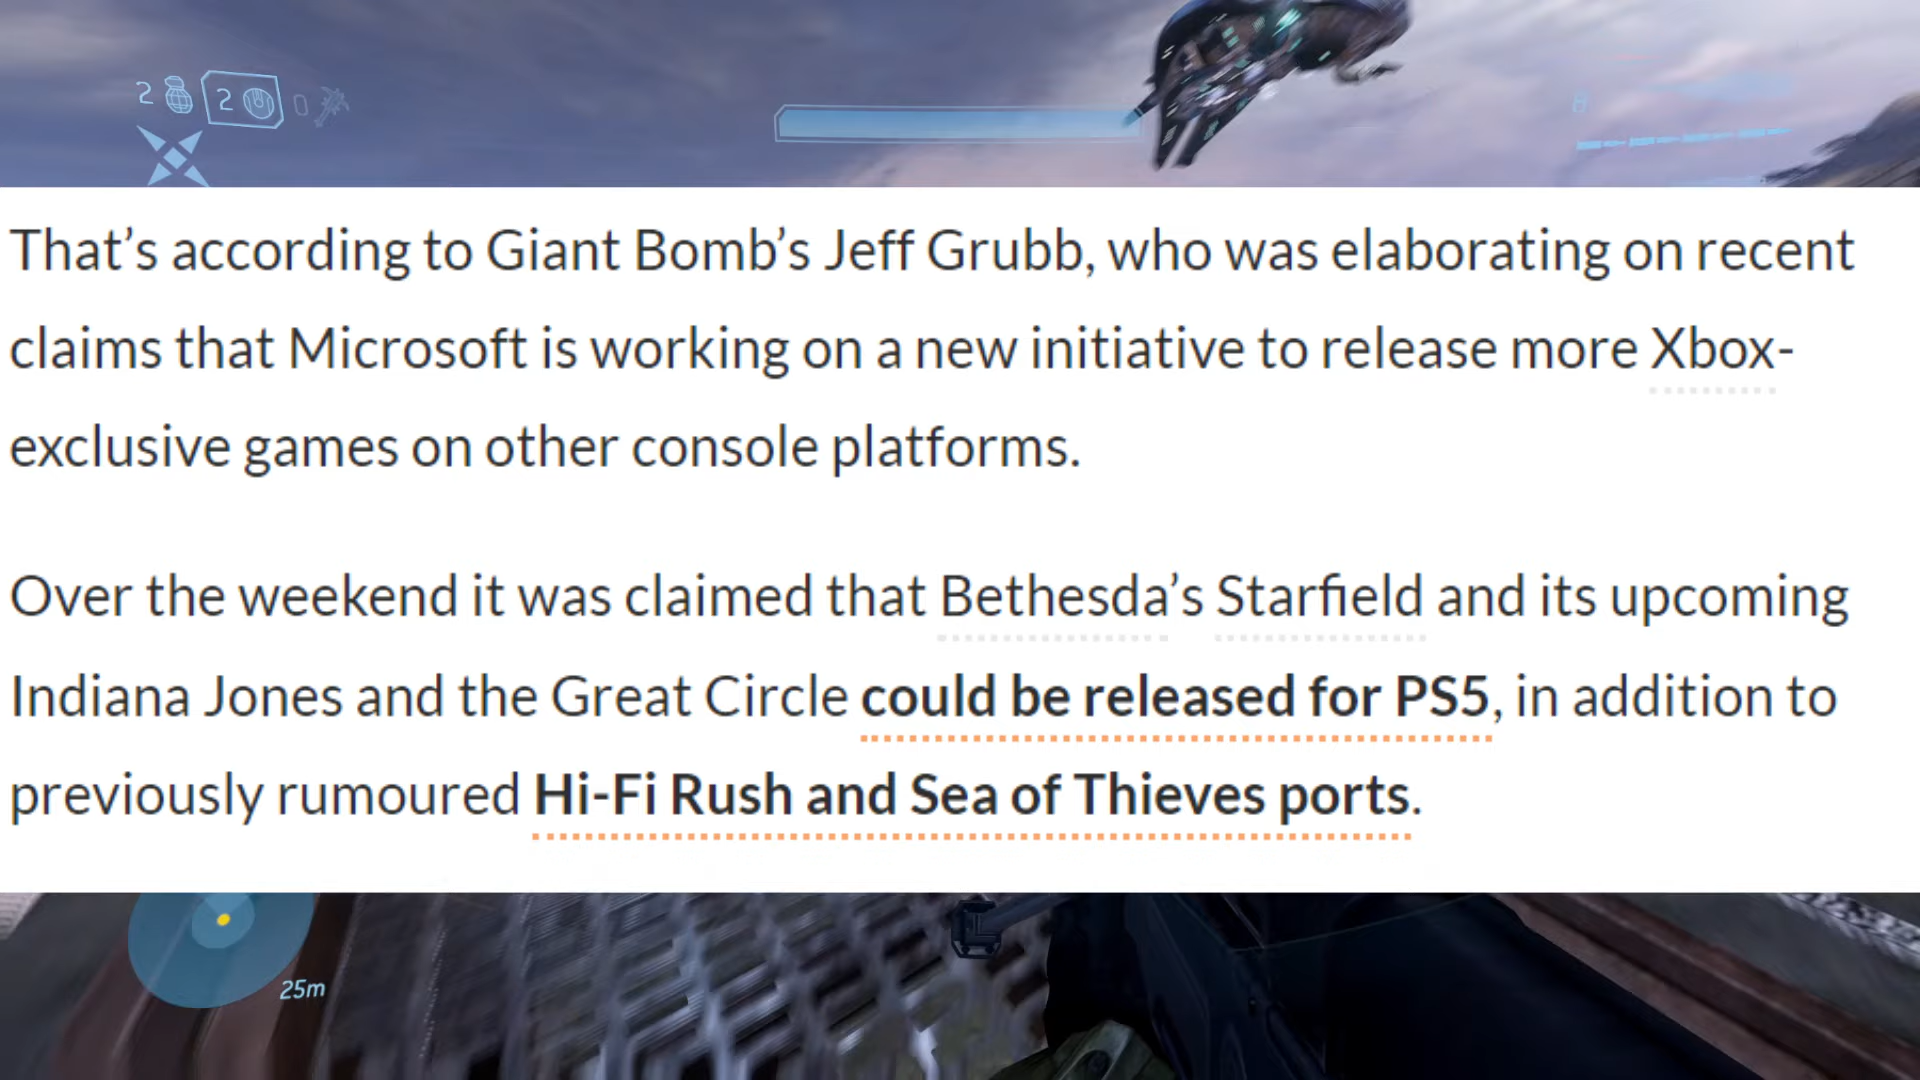 2 2 0
That's according to Giant Bomb's Jeff Grubb, who was elaborating on recent
claims that Microsoft is working on a new initiative to release more Xbox-
exclusive games on other console platforms.
Over the weekend it was claimed that Bethesda's Starfield and its upcoming
Indiana Jones and the Great Circle could be released for PS5, in addition to
previously rumoured Hi-Fi Rush and Sea of Thieves ports.
25m